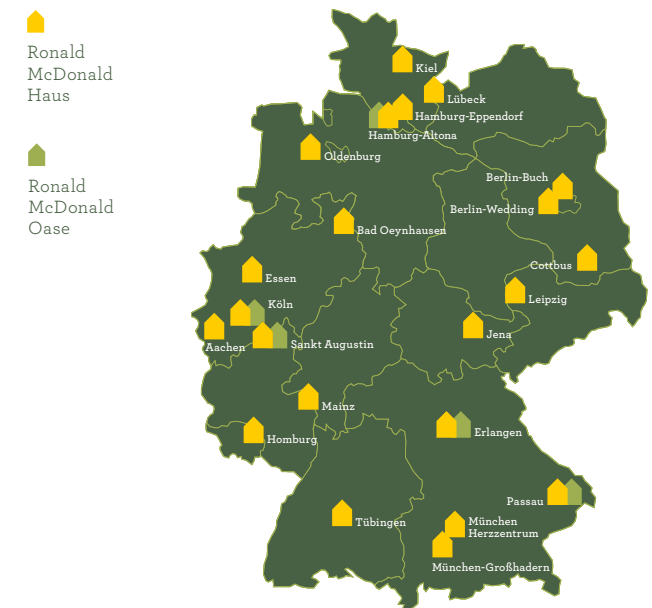 Ronald
McDonald
Haus
Ronald
McDonald
Oase
Kiel
Lübeck
Hamburg-Eppendorf
Hamburg-Altona
Oldenburg
Berlin-Buch
Berlin-Wedding
Bad Oeynhausen
Cottbus
Essen
Leipzig
Köln
Jena
Aachen
Sankt Augustin
Mainz
Erlangen
Homburg
Passau
Tübingen
München
Herzzentrum
München-Großhadern